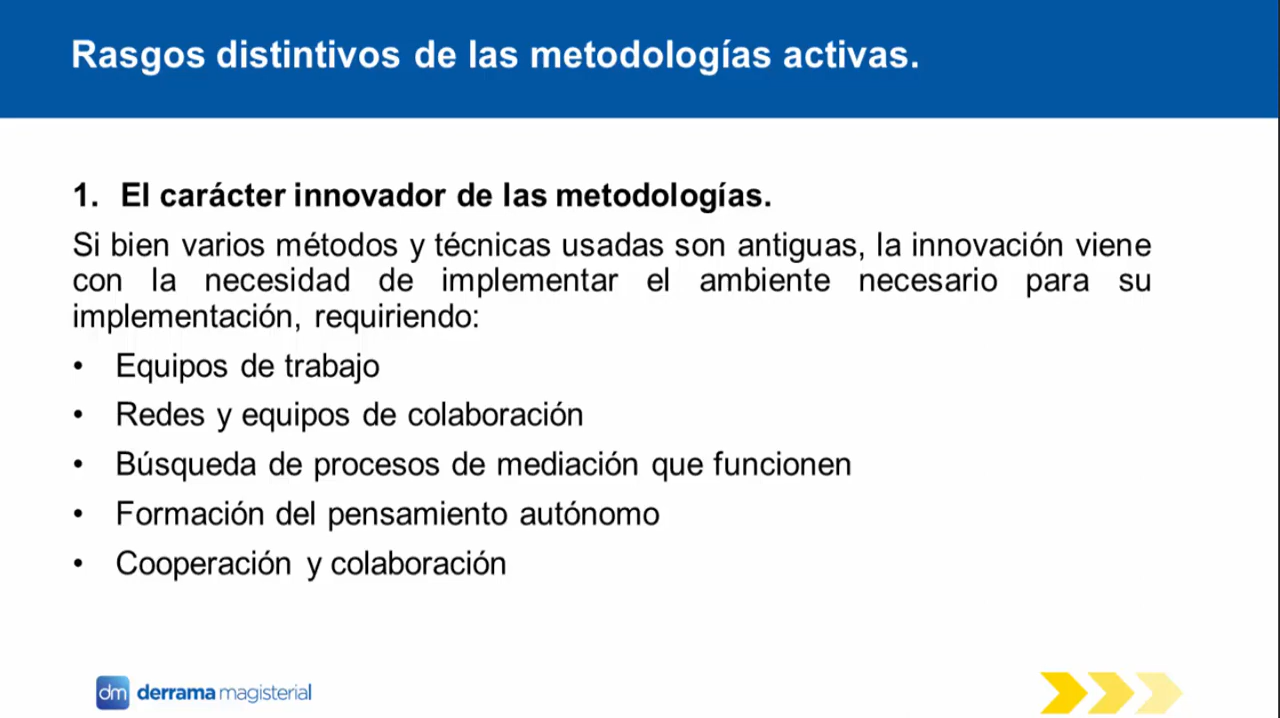 Rasgos distintivos de las metodologías activas.
1. El carácter innovador de las metodologías.
Si bien varios métodos y técnicas usadas son antiguas, la innovación viene
con la necesidad de implementar el ambiente necesario para su
implementación, requiriendo:
• Equipos de trabajo
• Redes y equipos de colaboración
• Búsqueda de procesos de mediación que funcionen
• Formación del pensamiento autónomo
• Cooperación y colaboración
dm derrama magisterial